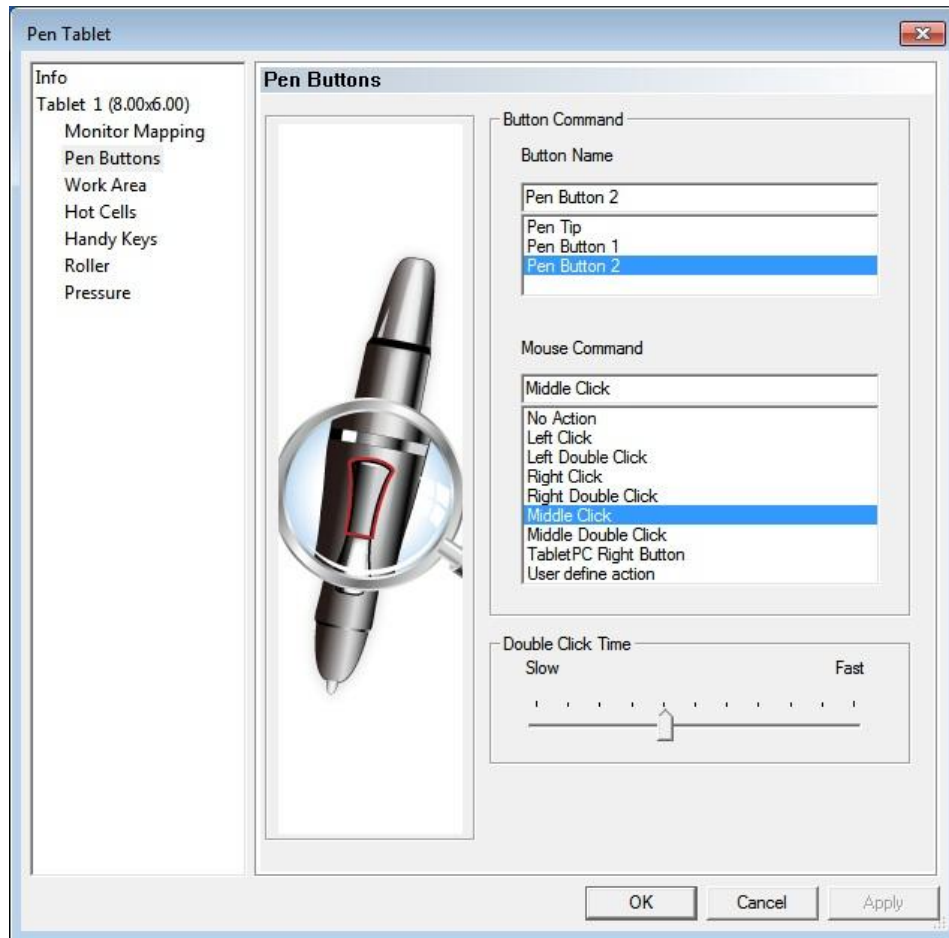 Pen Tablet
Info
Tablet 1 (8.00x6.00)
Monitor Mapping
Pen Buttons
Work Area
Hot Cells
Handy Keys
Roller
Pressure
Pen Buttons
Button Command
Button Name
Pen Button 2
Pen Tip
Pen Button 1
Pen Button 2
Mouse Command
Middle Click
No Action
Left Click
Left Double Click
Right Click
Right Double Click
Middle Click
Middle Double Click
TabletPC Right Button
User define action
Double Click Time
Slow Fast
OK Cancel Apply